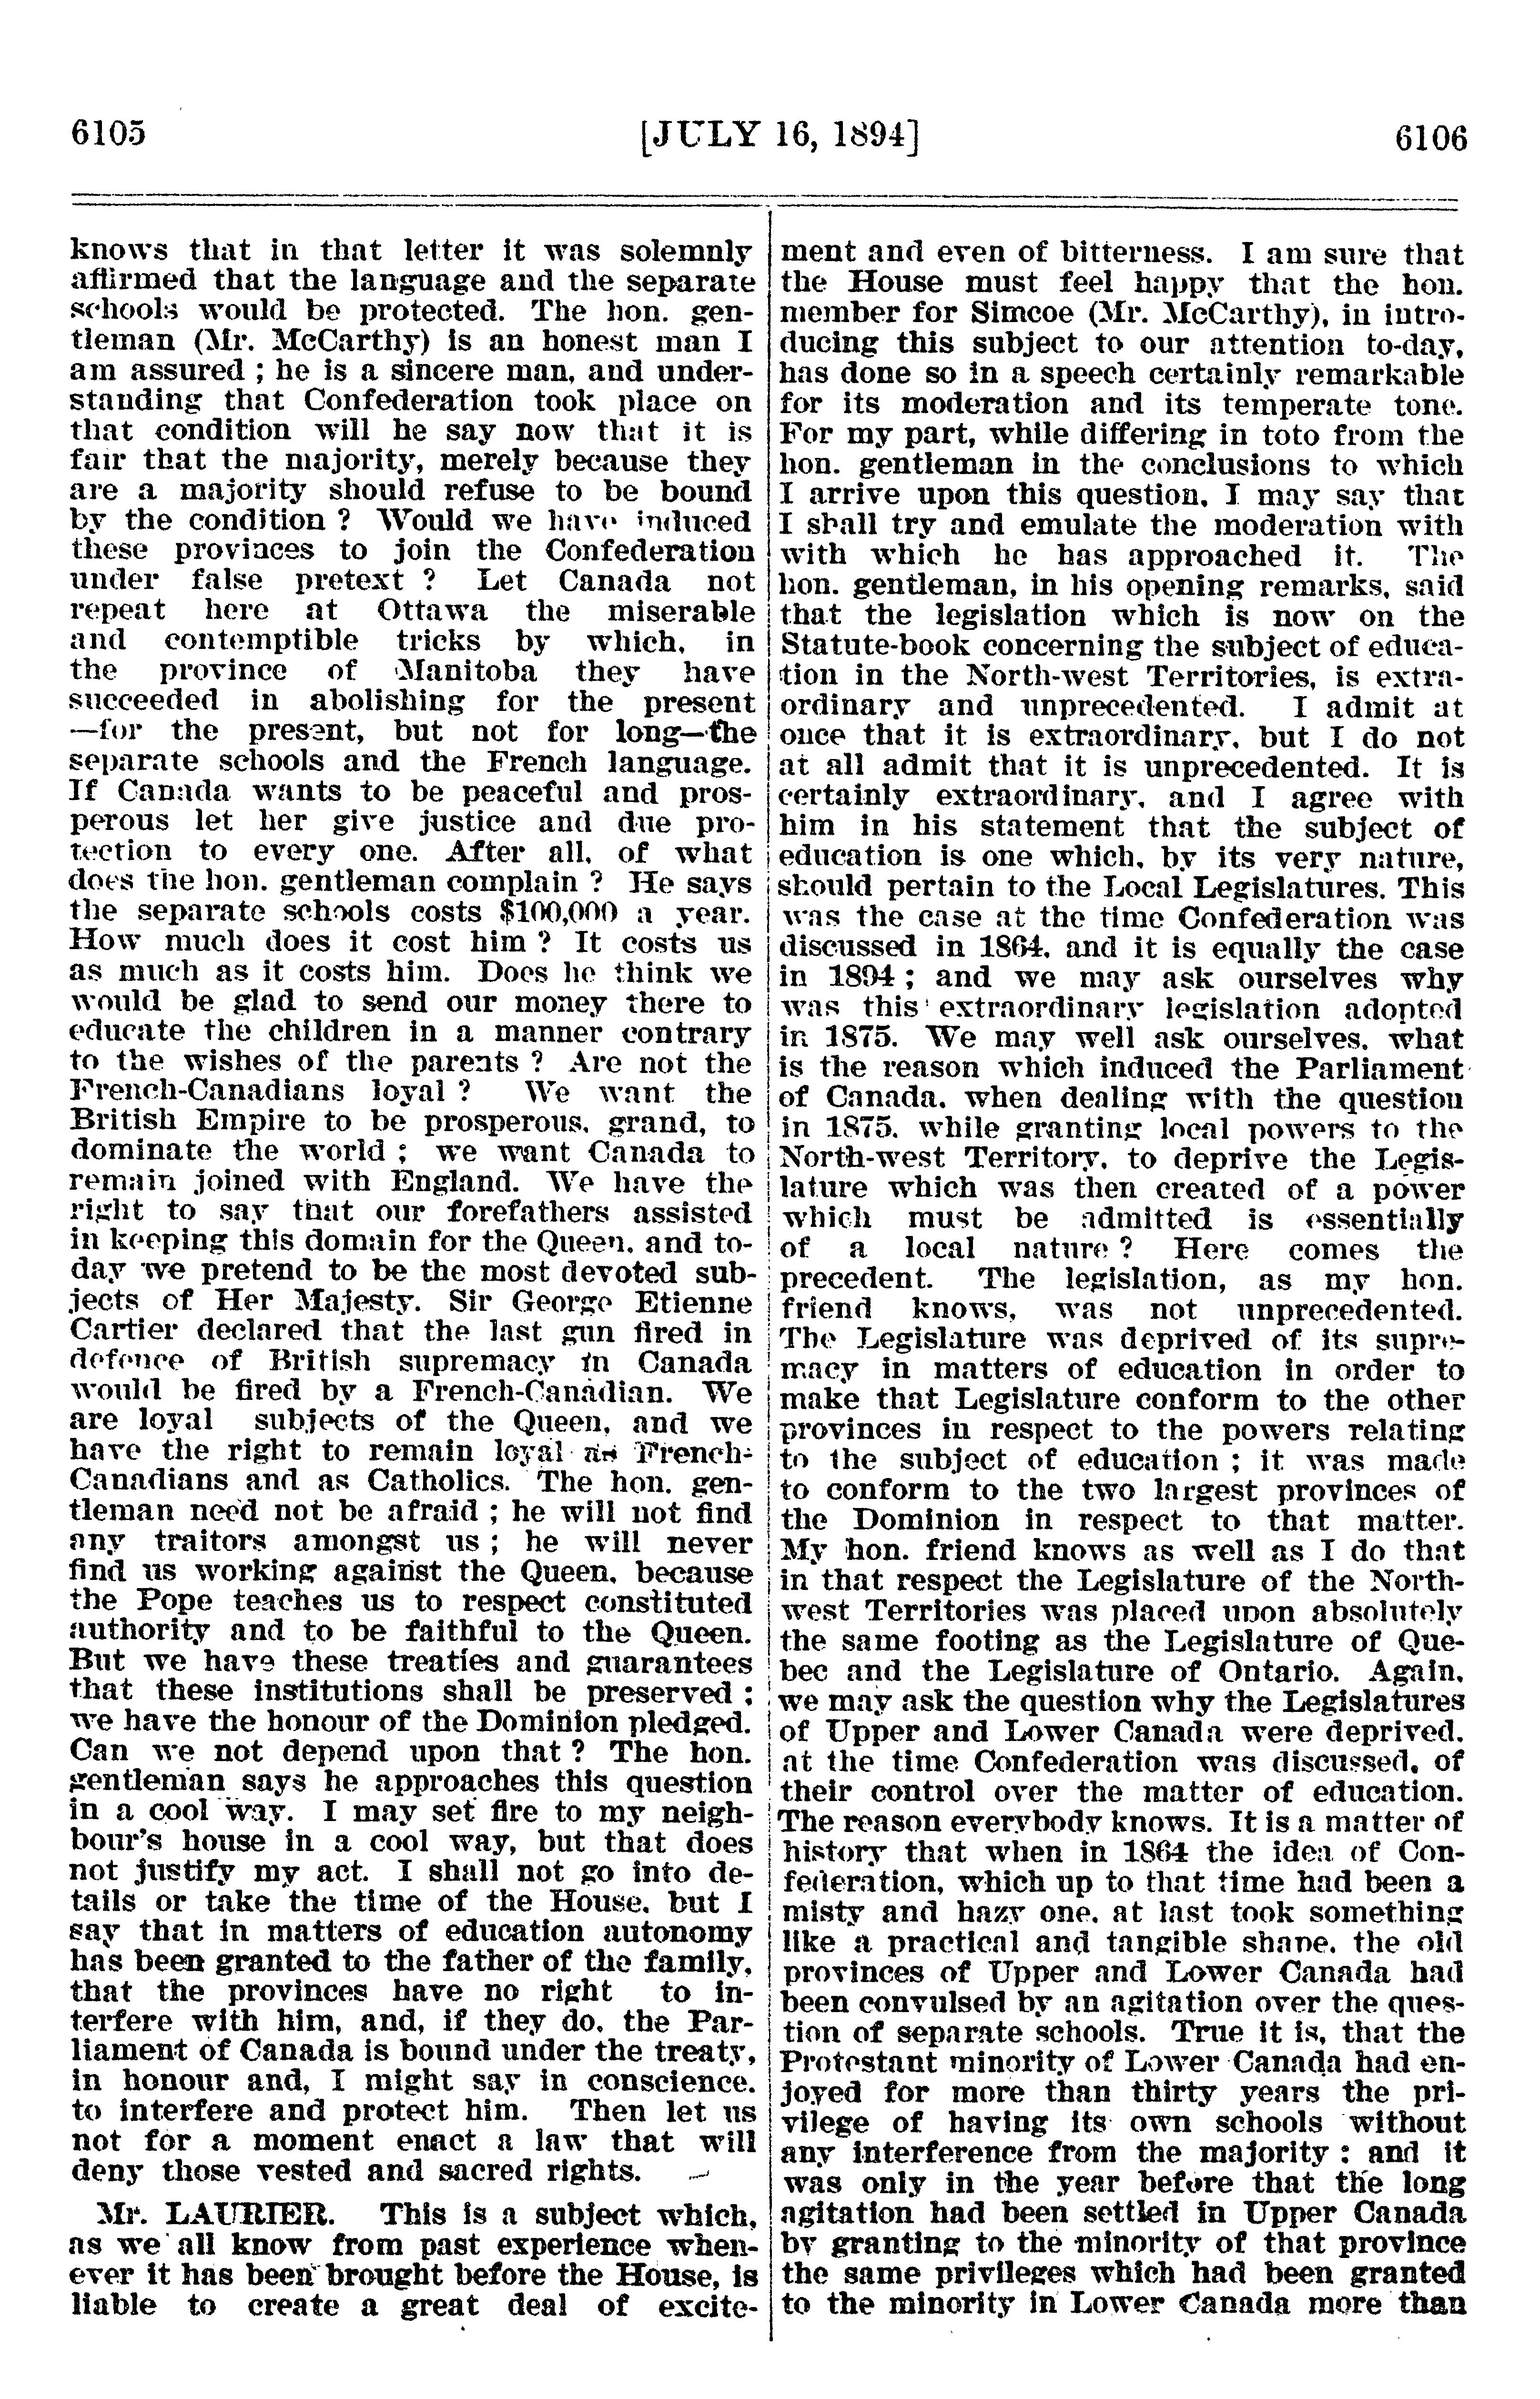 6105
[JULY 16, 1894]
6106
knows that in that letter it was solemnly
affirmed that the language and the separate
schools would be protected. The hon. gen-
tleman (Mr. McCarthy) is an honest man I
am assured ; he is a sincere man, and under-
standing that Confederation took place on
that condition will he say now that it is
fair that the majority, merely because they
are a majority should refuse to be bound
by the condition ? Would we have induced
these provinces to join the Confederation
under false pretext ? Let Canada not
repeat here at Ottawa the miserable
and contemptible tricks by which, in
the province of Manitoba they have
succeeded in abolishing for the present
—for the present, but not for long—the
separate schools and the French language.
If Canada wants to be peaceful and pros-
perous let her give justice and due pro-
tection to every one. After all, of what
does the hon. gentleman complain ? He says
the separate schools costs $100,000 a year.
How much does it cost him ? It costs us
as much as it costs him. Does he think we
would be glad to send our money there to
educate the children in a manner contrary
to the wishes of the parents ? Are not the
French-Canadians loyal ? We want the
British Empire to be prosperous, grand, to
dominate the world ; we want Canada to
remain joined with England. We have the
right to say that our forefathers assisted
in keeping this domain for the Queen, and to-
day we pretend to be the most devoted sub-
jects of Her Majesty. Sir George Etienne
Cartier declared that the last gun fired in
defence of British supremacy in Canada
would be fired by a French-Canadian. We
are loyal subjects of the Queen, and we
have the right to remain loyal as French-
Canadians and as Catholics. The hon. gen-
tleman need not be afraid ; he will not find
any traitors amongst us ; he will never
find us working against the Queen, because
the Pope teaches us to respect constituted
authority and to be faithful to the Queen.
But we have these treaties and guarantees
that these institutions shall be preserved ;
we have the honour of the Dominion pledged.
Can we not depend upon that ? The hon.
gentleman says he approaches this question
in a cool way. I may set fire to my neigh-
bour's house in a cool way, but that does
not justify my act. I shall not go into de-
tails or take the time of the House, but I
say that in matters of education autonomy
has been granted to the father of the family,
that the provinces have no right to in-
terfere with him, and, if they do, the Par-
liament of Canada is bound under the treaty,
in honour and, I might say in conscience,
to interfere and protect him. Then let us
not for a moment enact a law that will
deny those vested and sacred rights.
Mr. LAURIER. This is a subject which,
as we all know from past experience when-
ever it has been brought before the House, is
liable to create a great deal of excite-
ment and even of bitterness. I am sure that
the House must feel happy that the hon.
member for Simcoe (Mr. McCarthy), in intro-
ducing this subject to our attention to-day,
has done so in a speech certainly remarkable
for its moderation and its temperate tone.
For my part, while differing in toto from the
hon. gentleman in the conclusions to which
I arrive upon this question, I may say that
I shall try and emulate the moderation with
with which he has approached it. The
hon. gentleman, in his opening remarks, said
that the legislation which is now on the
Statute-book concerning the subject of educa-
tion in the North-west Territories, is extra-
ordinary and unprecedented. I admit at
once that it is extraordinary, but I do not
at all admit that it is unprecedented. It is
certainly extraordinary, and I agree with
him in his statement that the subject of
education is one which, by its very nature,
should pertain to the Local Legislatures. This
was the case at the time Confederation was
discussed in 1864, and it is equally the case
in 1894 ; and we may ask ourselves why
was this extraordinary legislation adopted
in 1875. We may well ask ourselves, what
is the reason which induced the Parliament
of Canada, when dealing with the question
in 1875, while granting local powers to the
North-west Territory, to deprive the Legis-
lature which was then created of a power
which must be admitted is essentially
of a local nature ? Here comes the
precedent. The legislation, as my hon.
friend knows, was not unprecedented.
The Legislature was deprived of its supre-
macy in matters of education in order to
make that Legislature conform to the other
provinces in respect to the powers relating
to the subject of education ; it was made
to conform to the two largest provinces of
the Dominion in respect to that matter.
My hon. friend knows as well as I do that
in that respect the Legislature of the North-
west Territories was placed upon absolutely
the same footing as the Legislature of Que-
bec and the Legislature of Ontario. Again,
we may ask the question why the Legislatures
of Upper and Lower Canada were deprived,
at the time Confederation was discussed, of
their control over the matter of education.
The reason everybody knows. It is a matter of
history that when in 1864 the idea of Con-
federation, which up to that time had been a
misty and hazy one, at last took something
like a practical and tangible shape, the old
provinces of Upper and Lower Canada had
been convulsed by an agitation over the ques-
tion of separate schools. True it is, that the
Protestant minority of Lower Canada had en-
joyed for more than thirty years the pri-
vilege of having its own schools without
any interference from the majority ; and it
was only in the year before that the long
agitation had been settled in Upper Canada
by granting to the minority of that province
the same privileges which had been granted
to the minority in Lower Canada more than